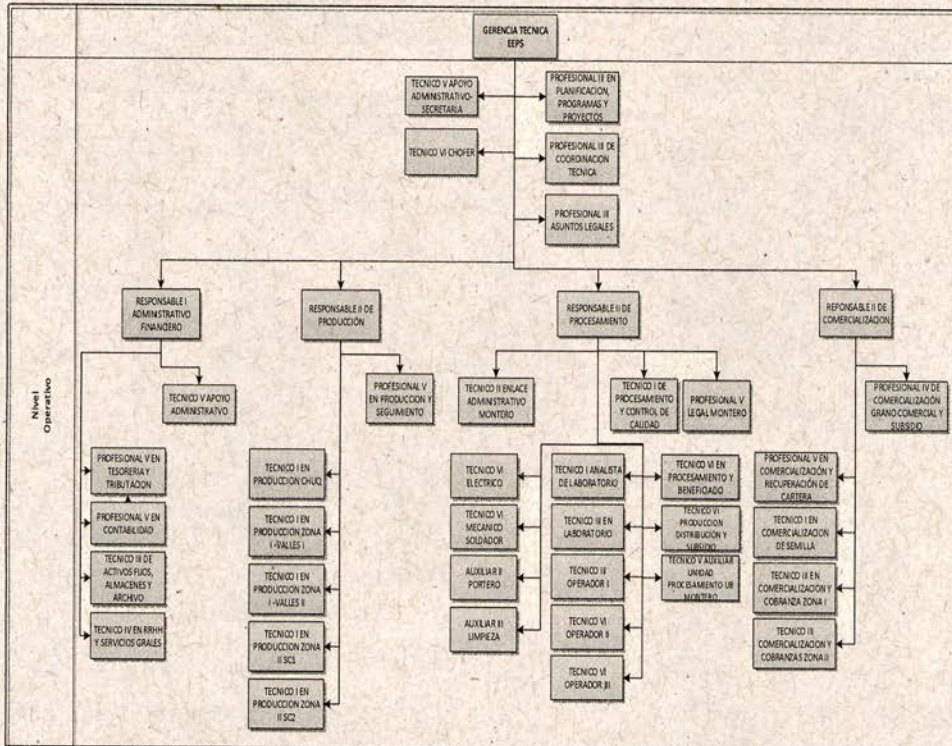 GERENCIA TECNICA
EEPS
TECNICO V APOYO
ADMINISTRATIVO-
SECRETARIA
PROFESIONAL III EN
PLANIFICACION,
PROGRAMAS Y
PROYECTOS
TECNICO VI CHOFER
PROFESIONAL III DE
COORDINACION
TECNICA
PROFESIONAL III
ASUNTOS LEGALES
Nivel
Operativo
RESPONSABLE I
ADMINISTRATIVO
FINANCIERO
RESPONSABLE II DE
PRODUCCIÓN
RESPONSABLE II DE
PROCESAMIENTO
REPONSABLE II DE
COMERCIALIZACION
TECNICO V APOYO
ADMINISTRATVO
PROFESIONAL V
EN PRODUCCION Y
SEGUIMIENTO
TECNICO II ENLACE
ADMINISTRATIVO
MONTERO
TECNICO I DE
PROCESAMIENTO
Y CONTROL DE
CALIDAD
PROFESIONAL V
LEGAL MONTERO
PROFESIONAL IV DE
COMERCIALIZACIÓN
GRANO COMERCIAL Y
SUBSIDIO
PROFESIONAL V EN
TESORERIA Y
TRIBUTACION
PROFESIONAL V EN
CONTABILIDAD
TECNICO III DE
ACTIVOS FIJOS,
ALMACENES Y
ARCHIVO
TECNICO IV EN RRHH
Y SERVICIOS GRALES
TECNICO I EN
PRODUCCION CHUQ
TECNICO I EN
PRODUCCION ZONA
I -VALLES I
TECNICO I EN
PRODUCCION ZONA
I -VALLES II
TECNICO I EN
PRODUCCION ZONA
II SC1
TECNICO I EN
PRODUCCION ZONA
II SC2
TECNICO VI
ELECTRICO
TECNICO VI
MECANICO
SOLDADOR
AUXILIAR II
PORTERO
AUXILIAR III
LIMPIEZA
TECNICO I ANALISTA
DE LABORATORIO
TECNICO III EN
LABORATORIO
TECNICO III
OPERADOR I
TECNICO VI
OPERADOR II
TECNICO VI
OPERADOR III
TECNICO VI EN
PROCESAMIENTO Y
BENEFICIADO
TECNICO VI
PRODUCCION
DISTRIBUCIÓN Y
SUBSIDIO
TECNICO V AUXILIAR
UNIDAD
PROCISAMIENTO UB
MONTERO
PROFESIONAL V EN
COMERCIALIZACIÓN Y
RECUPERACIÓN DE
CARTERA
TECNICO I EN
COMERCIALIZACION
DE SEMILLA
TECNICO III EN
COMERCIALIZACION Y
COBRANZA ZONA I
TECNICO III
COMERCIALIZACION Y
COBRANZAS ZONA II